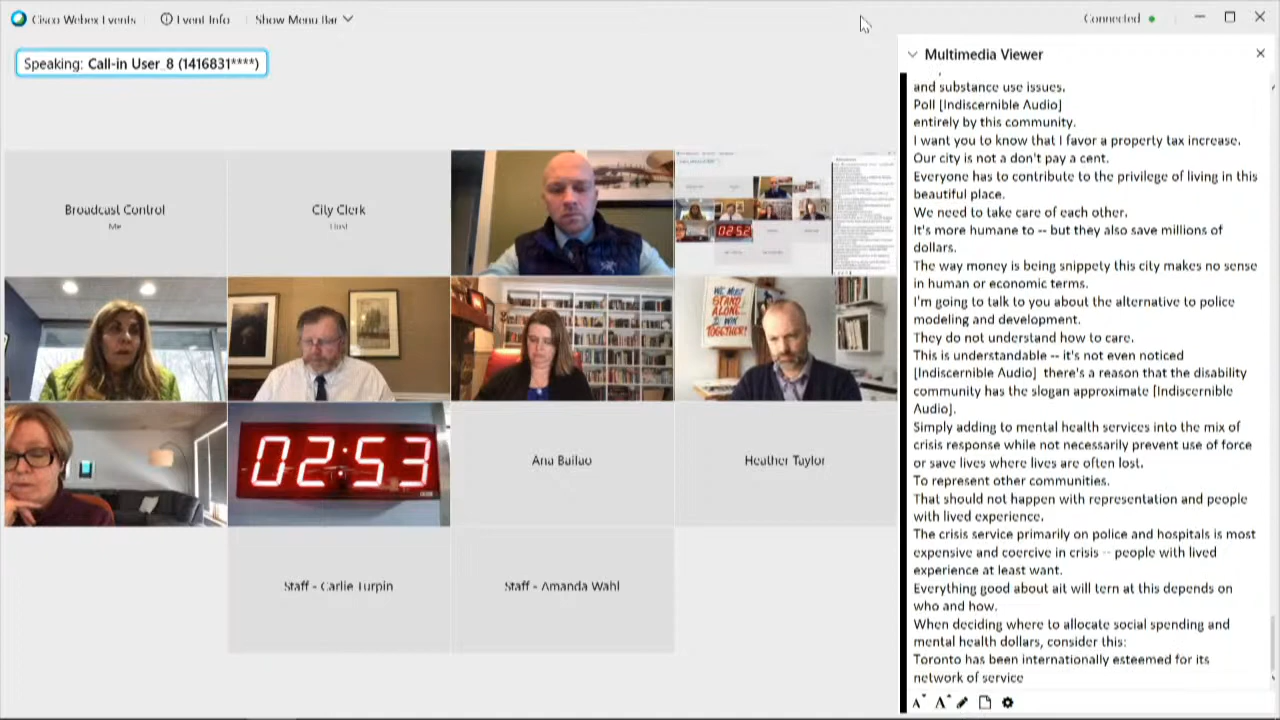 Cisco Webex Events
Event Info
Show Menu Bar
Connected
Speaking: Call-in User_8 (1416831****)
Multimedia Viewer
Broadcast
Me
City Clerk
Host
02:52
WE MUST
STAND
ALONE...
WIN
TOGETHER!
02:53
Ana Bailao
Heather Taylor
Staff - Carlie Turpin
Staff - Amanda Wahl
and substance use issues.
Poll [Indiscernible Audio]
entirely by this community.
I want you to know that I favor a property tax increase.
Our city is not a don't pay a cent.
Everyone has to contribute to the privilege of living in this
beautiful place.
We need to take care of each other.
It's more humane to -- but they also save millions of
dollars.
The way money is being snippety this city makes no sense
in human or economic terms.
I'm going to talk to you about the alternative to police
modeling and development.
They do not understand how to care.
This is understandable -- it's not even noticed
[Indiscernible Audio]  there's a reason that the disability
community has the slogan approximate [Indiscernible
Audio].
Simply adding to mental health services into the mix of
crisis response while not necessarily prevent use of force
or save lives where lives are often lost.
To represent other communities.
That should not happen with representation and people
with lived experience.
The crisis service primarily on police and hospitals is most
expensive and coercive in crisis -- people with lived
experience at least want.
Everything good about ait will tern at this depends on
who and how.
When deciding where to allocate social spending and
mental health dollars, consider this:
Toronto has been internationally esteemed for its
network of service